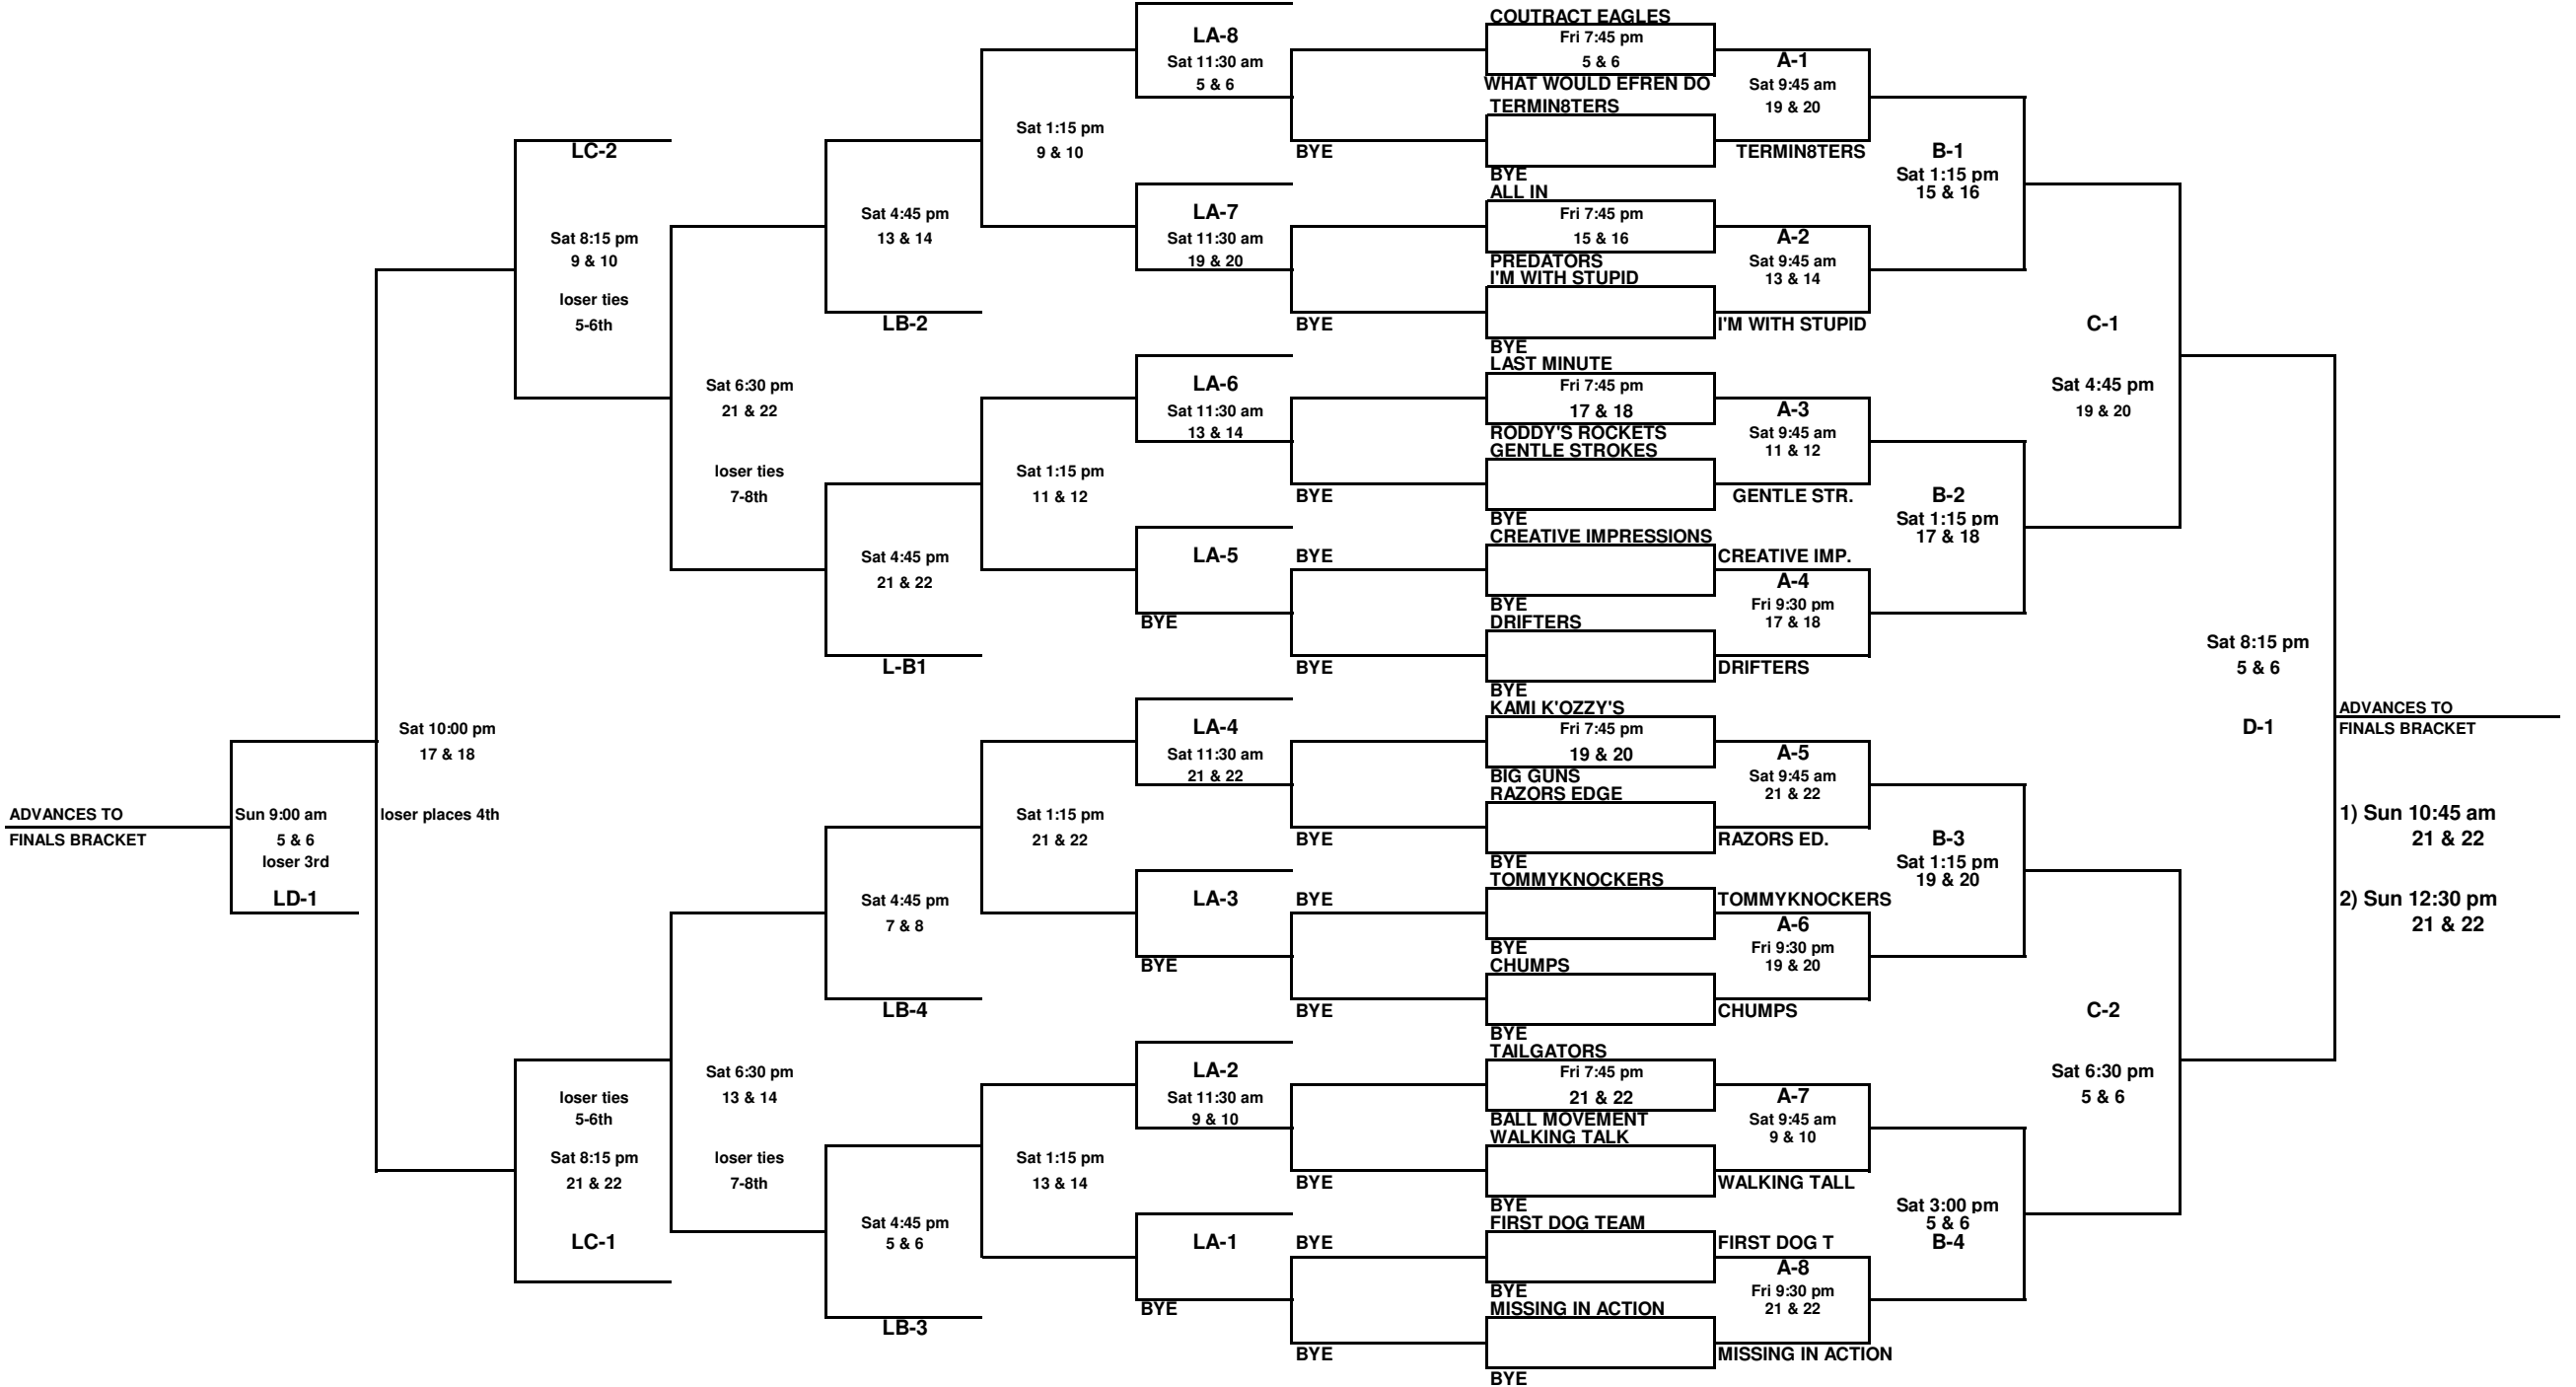 LC-2
Sat 8:15 pm
9 & 10
loser ties
5-6th
Sat 10:00 pm
17 & 18
loser places 4th
ADVANCES TO
FINALS BRACKET
Sun 9:00 am
5 & 6
loser 3rd
LD-1
loser ties
5-6th
Sat 8:15 pm
21 & 22
LC-1
Sat 6:30 pm
21 & 22
loser ties
7-8th
Sat 6:30 pm
13 & 14
loser ties
7-8th
Sat 4:45 pm
13 & 14
LB-2
Sat 4:45 pm
21 & 22
L-B1
Sat 4:45 pm
7 & 8
LB-4
Sat 4:45 pm
5 & 6
LB-3
Sat 1:15 pm
9 & 10
Sat 1:15 pm
11 & 12
Sat 1:15 pm
21 & 22
Sat 1:15 pm
13 & 14
LA-8
Sat 11:30 am
5 & 6
LA-7
Sat 11:30 am
19 & 20
LA-6
Sat 11:30 am
13 & 14
LA-5
BYE
LA-4
Sat 11:30 am
21 & 22
LA-3
BYE
LA-2
Sat 11:30 am
9 & 10
LA-1
BYE
BYE
BYE
BYE
BYE
BYE
BYE
BYE
BYE
BYE
BYE
BYE
COUTRACT EAGLES
Fri 7:45 pm
5 & 6
WHAT WOULD EFREN DO
TERMIN8TERS
BYE
ALL IN
Fri 7:45 pm
15 & 16
PREDATORS
I'M WITH STUPID
BYE
LAST MINUTE
Fri 7:45 pm
17 & 18
RODDY'S ROCKETS
GENTLE STROKES
BYE
CREATIVE IMPRESSIONS
BYE
DRIFTERS
BYE
KAMI K'OZZY'S
Fri 7:45 pm
19 & 20
BIG GUNS
RAZORS EDGE
BYE
TOMMYKNOCKERS
BYE
CHUMPS
BYE
TAILGATORS
Fri 7:45 pm
21 & 22
BALL MOVEMENT
WALKING TALK
BYE
FIRST DOG TEAM
BYE
MISSING IN ACTION
BYE
A-1
Sat 9:45 am
19 & 20
TERMIN8TERS
A-2
Sat 9:45 am
13 & 14
I'M WITH STUPID
A-3
Sat 9:45 am
11 & 12
GENTLE STR.
CREATIVE IMP.
A-4
Fri 9:30 pm
17 & 18
DRIFTERS
A-5
Sat 9:45 am
21 & 22
RAZORS ED.
TOMMYKNOCKERS
A-6
Fri 9:30 pm
19 & 20
CHUMPS
A-7
Sat 9:45 am
9 & 10
WALKING TALL
FIRST DOG T
A-8
Fri 9:30 pm
21 & 22
MISSING IN ACTION
B-1
Sat 1:15 pm
15 & 16
B-2
Sat 1:15 pm
17 & 18
B-3
Sat 1:15 pm
19 & 20
Sat 3:00 pm
5 & 6
B-4
C-1
Sat 4:45 pm
19 & 20
C-2
Sat 6:30 pm
5 & 6
Sat 8:15 pm
5 & 6
D-1
ADVANCES TO
FINALS BRACKET
1) Sun 10:45 am
21 & 22
2) Sun 12:30 pm
21 & 22